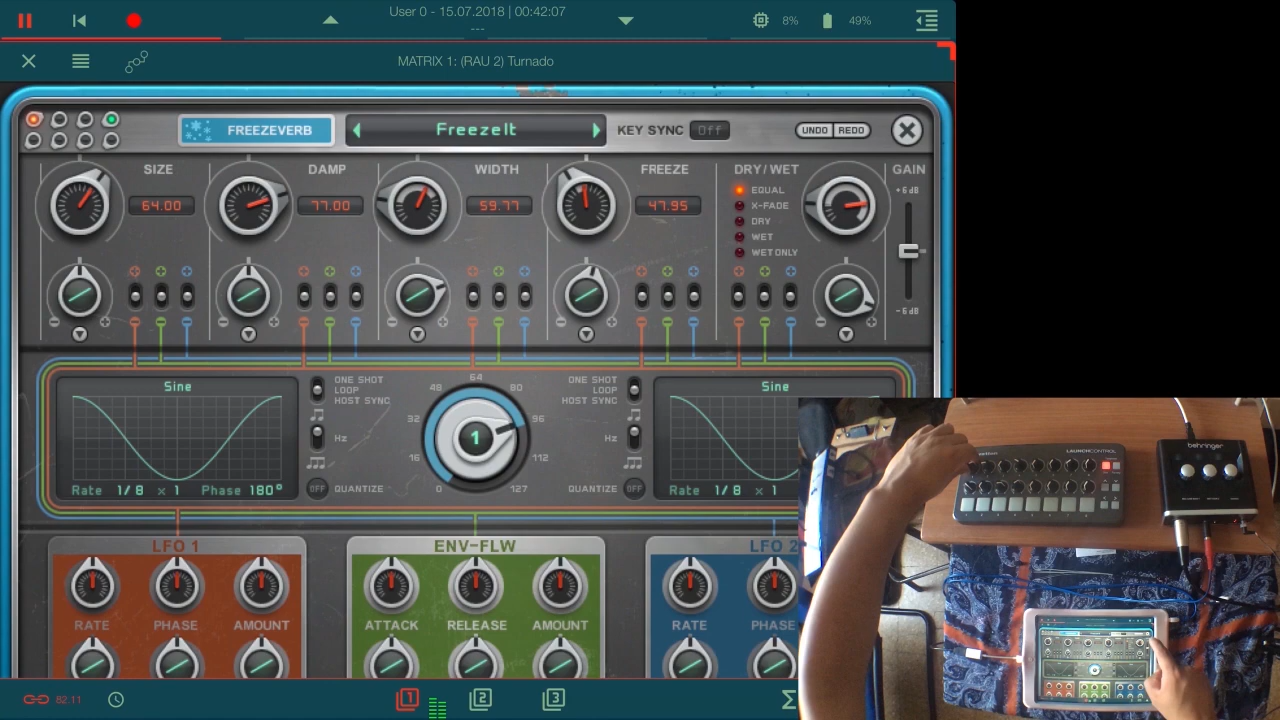 User 0 - 15.07.2018 | 00:42:07
---
8%
49%
MATRIX 1: (RAU 2) Turnado
FREEZEVERB
FreezeIt
KEY SYNC Off
UNDO REDO
SIZE
DAMP
WIDTH
FREEZE
DRY/WET
GAIN
64.00
77.00
59.77
47.95
EQUAL
X-FADE
DRY
WET
WET ONLY
+6 dB
-6 dB
Sine
Rate 1/8 x 1 Phase 180°
ONE SHOT
LOOP
HOST SYNC
Hz
OFF QUANTIZE
0
16
32
48
64
80
96
112
127
1
ONE SHOT
LOOP
HOST SYNC
Hz
QUANTIZE OFF
Sine
Rate 1/8 x 1
LFO 1
RATE PHASE AMOUNT
ENV-FLW
ATTACK RELEASE AMOUNT
LFO 2
RATE PHASE
82.11
1
2
3
Σ
LAUNCHCONTROL
behringer